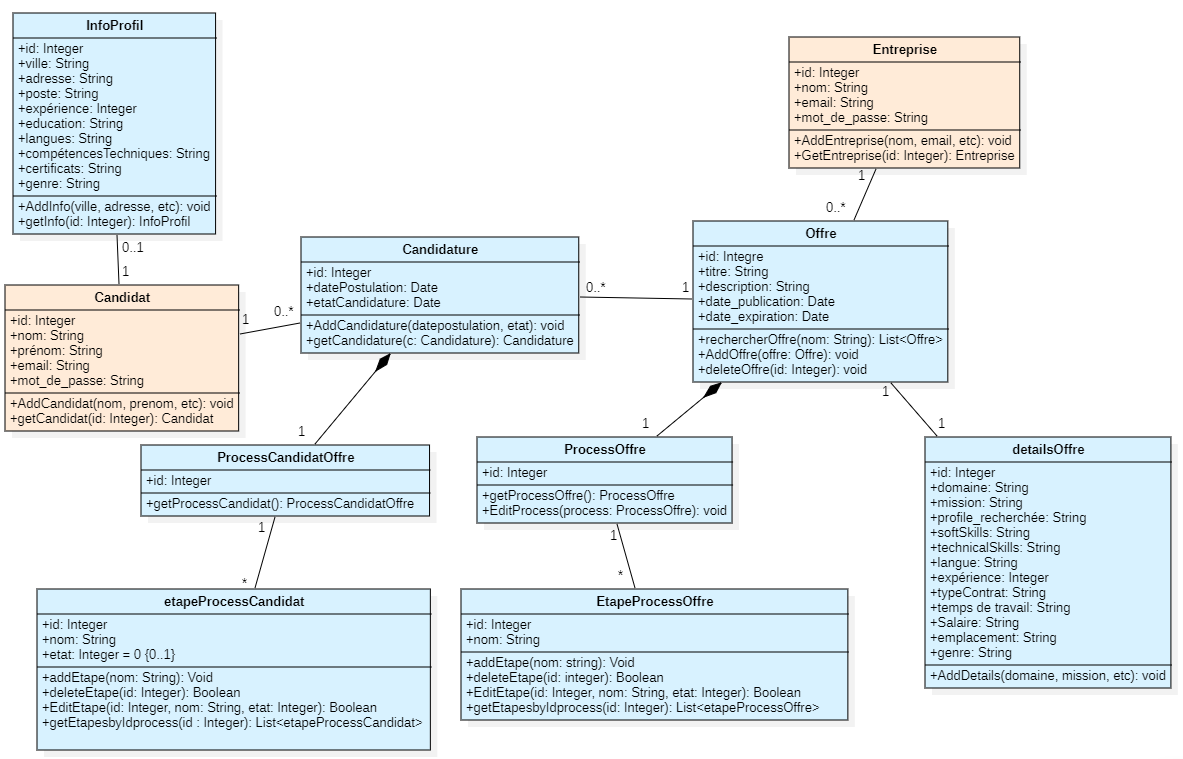 InfoProfil
+id: Integer
+ville: String
+adresse: String
+poste: String
+expérience: Integer
+education: String
+langues: String
+compétencesTechniques: String
+certificats: String
+genre: String
+AddInfo(ville, adresse, etc): void
+getInfo(id: Integer): InfoProfil
0..1
1
Entreprise
+id: Integer
+nom: String
+email: String
+mot_de_passe: String
+AddEntreprise(nom, email, etc): void
+GetEntreprise(id: Integer): Entreprise
1
0..*
Candidat
+id: Integer
+nom: String
+prénom: String
+email: String
+mot_de_passe: String
+AddCandidat(nom, prenom, etc): void
+getCandidat(id: Integer): Candidat
1
0..*
Candidature
+id: Integer
+datePostulation: Date
+etatCandidature: Date
+AddCandidature(datepostulation, etat): void
+getCandidature(c: Candidature): Candidature
0..*
1
Offre
+id: Integre
+titre: String
+description: String
+date_publication: Date
+date_expiration: Date
+rechercherOffre(nom: String): List<Offre>
+AddOffre(offre: Offre): void
+deleteOffre(id: Integer): void
1
1
1
1
ProcessCandidatOffre
+id: Integer
+getProcessCandidat(): ProcessCandidatOffre
1
*
ProcessOffre
+id: Integer
+getProcessOffre(): ProcessOffre
+EditProcess(process: ProcessOffre): void
1
*
detailsOffre
+id: Integer
+domaine: String
+mission: String
+profile_recherchée: String
+softSkills: String
+technicalSkills: String
+langue: String
+expérience: Integer
+typeContrat: String
+temps de travail: String
+Salaire: String
+emplacement: String
+genre: String
+AddDetails(domaine, mission, etc): void
etapeProcessCandidat
+id: Integer
+nom: String
+etat: Integer = 0 {0..1}
+addEtape(nom: String): Void
+deleteEtape(id: Integer): Boolean
+EditEtape(id: Integer, nom: String, etat: Integer): Boolean
+getEtapesbyIdprocess(id : Integer): List<etapeProcessCandidat>
EtapeProcessOffre
+id: Integer
+nom: String
+addEtape(nom: string): Void
+deleteEtape(id: integer): Boolean
+EditEtape(id: Integer, nom: String, etat: Integer): Boolean
+getEtapesbyIdprocess(id: Integer): List<etapeProcessOffre>